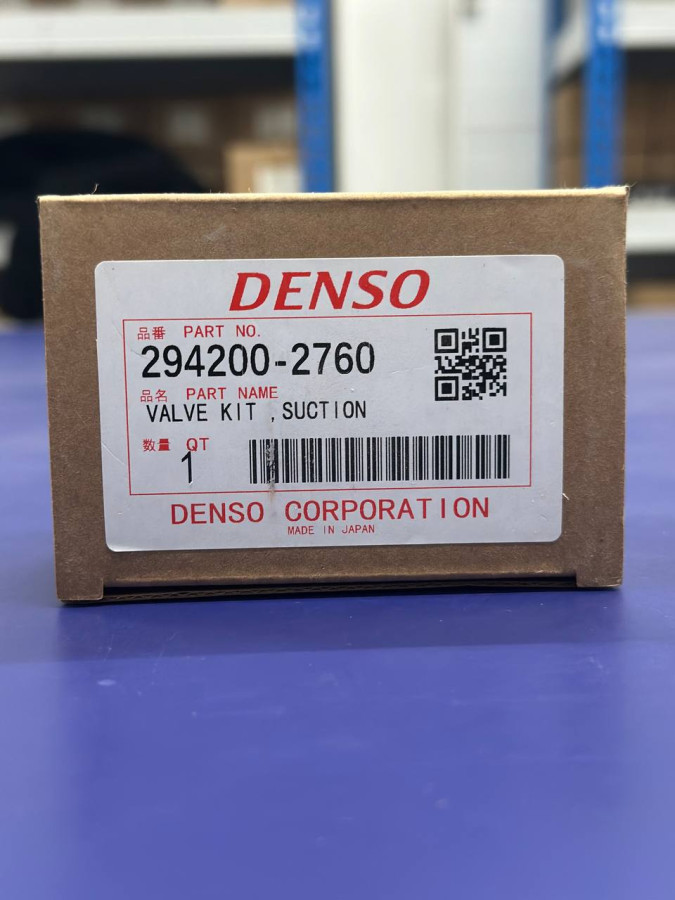 DENSO
品番 PART NO.
294200-2760
品名 PART NAME
VALVE KIT ,SUCTION
数量 QT
1
DENSO CORPORATION
MADE IN JAPAN